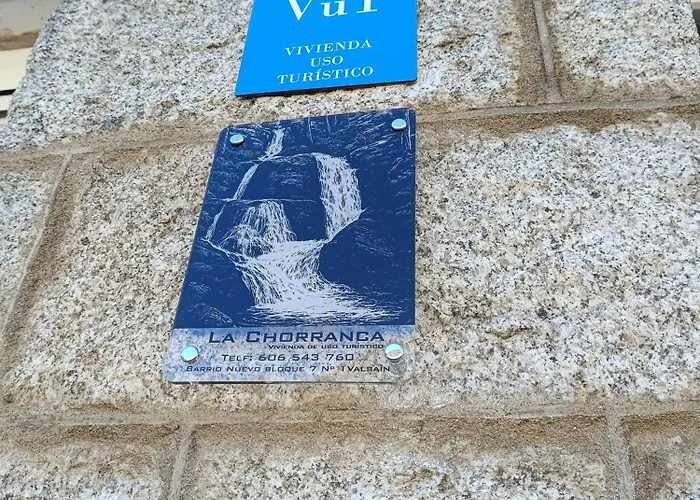 VuT
VIVIENDA
USO
TURÍSTICO
LA CHORRANCA
VIVIENDA DE USO TURÍSTICO
TELF: 606 543 760
BARRIO NUEVO BLOQUE 7 Nº 1 VALSAÍN